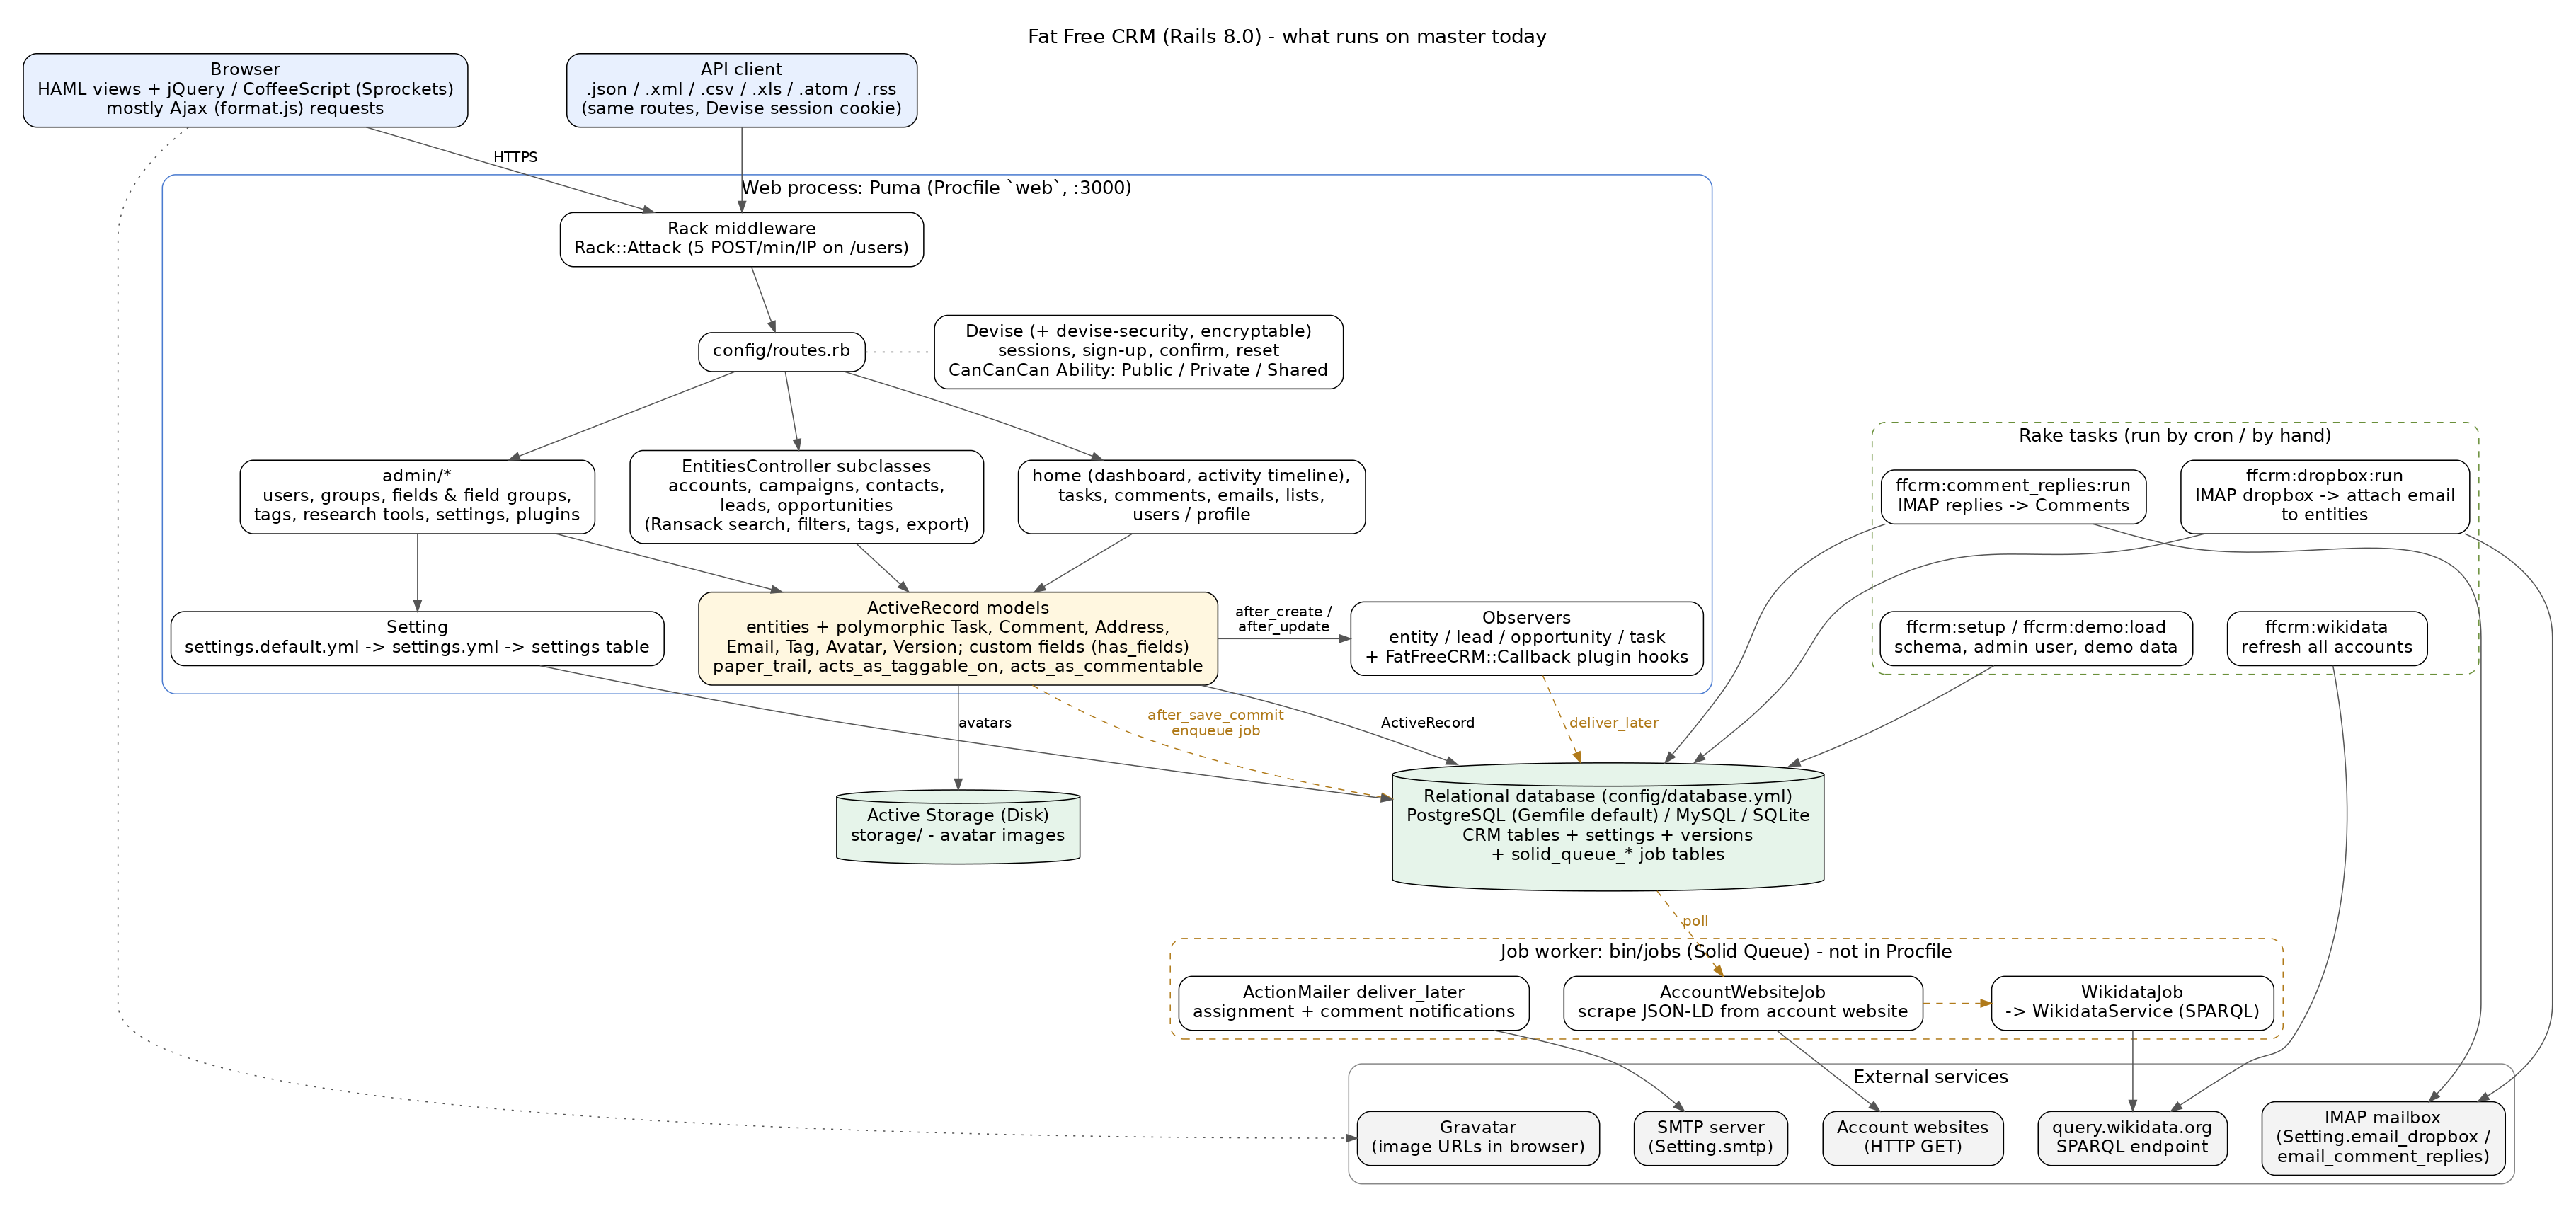 Fat Free CRM (Rails 8.0) - what runs on master today
Browser
HAML views + jQuery / CoffeeScript (Sprockets)
mostly Ajax (format.js) requests
API client
.json / .xml / .csv / .xls / .atom / .rss
(same routes, Devise session cookie)
HTTPS
Web process: Puma (Procfile `web`, :3000)
Rack middleware
Rack::Attack (5 POST/min/IP on /users)
config/routes.rb
Devise (+ devise-security, encryptable)
sessions, sign-up, confirm, reset
CanCanCan Ability: Public / Private / Shared
admin/*
users, groups, fields & field groups,
tags, research tools, settings, plugins
EntitiesController subclasses
accounts, campaigns, contacts,
leads, opportunities
(Ransack search, filters, tags, export)
home (dashboard, activity timeline),
tasks, comments, emails, lists,
users / profile
Rake tasks (run by cron / by hand)
ffcrm:comment_replies:run
IMAP replies -> Comments
ffcrm:dropbox:run
IMAP dropbox -> attach email
to entities
Setting
settings.default.yml -> settings.yml -> settings table
ActiveRecord models
entities + polymorphic Task, Comment, Address,
Email, Tag, Avatar, Version; custom fields (has_fields)
paper_trail, acts_as_taggable_on, acts_as_commentable
after_create /
after_update
Observers
entity / lead / opportunity / task
+ FatFreeCRM::Callback plugin hooks
ffcrm:setup / ffcrm:demo:load
schema, admin user, demo data
ffcrm:wikidata
refresh all accounts
avatars
after_save_commit
enqueue job
ActiveRecord
deliver_later
Active Storage (Disk)
storage/ - avatar images
Relational database (config/database.yml)
PostgreSQL (Gemfile default) / MySQL / SQLite
CRM tables + settings + versions
+ solid_queue_* job tables
poll
Job worker: bin/jobs (Solid Queue) - not in Procfile
ActionMailer deliver_later
assignment + comment notifications
AccountWebsiteJob
scrape JSON-LD from account website
WikidataJob
-> WikidataService (SPARQL)
External services
Gravatar
(image URLs in browser)
SMTP server
(Setting.smtp)
Account websites
(HTTP GET)
query.wikidata.org
SPARQL endpoint
IMAP mailbox
(Setting.email_dropbox /
email_comment_replies)